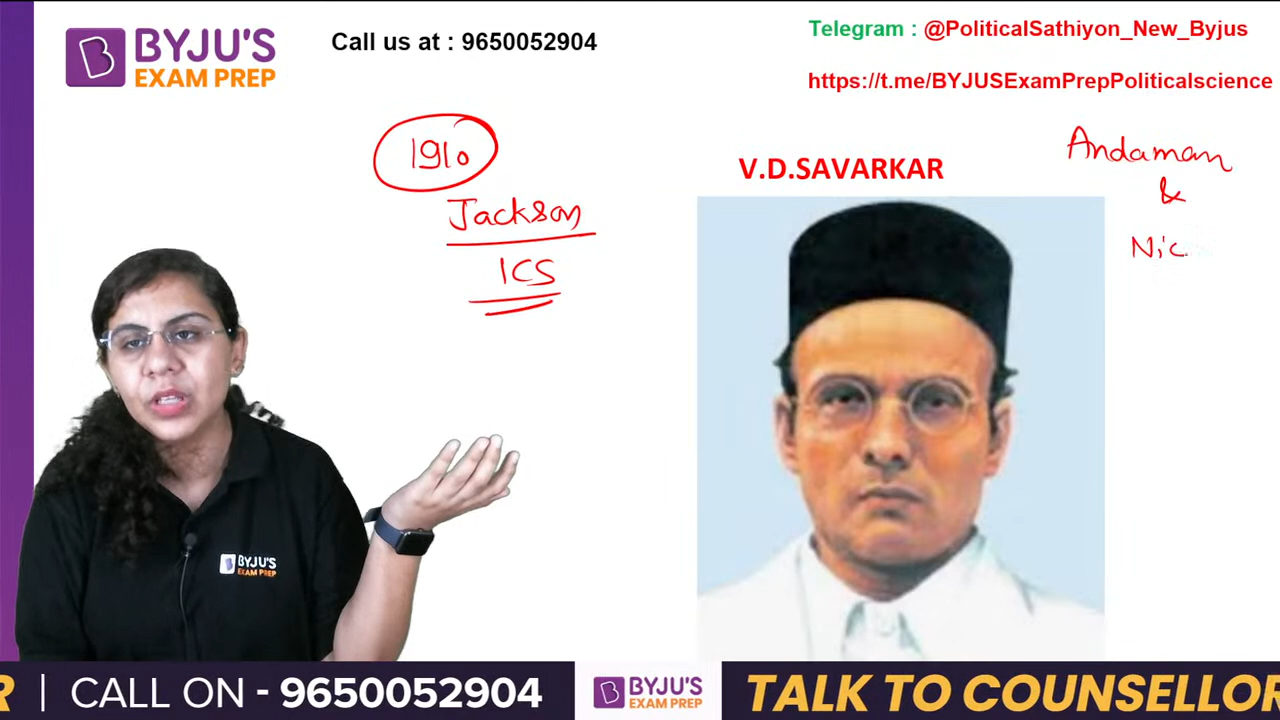 BYJU'S
EXAM PREP
Call us at : 9650052904
Telegram : @PoliticalSathiyon_New_Byjus
https://t.me/BYJUSExamPrepPoliticalscience
1910
Jackson
ICS
V.D.SAVARKAR
Andaman
&
Nic
BYJU'S
EXAM PREP
R | CALL ON - 9650052904
BYJU'S
EXAM PREP
TALK TO COUNSELLOR